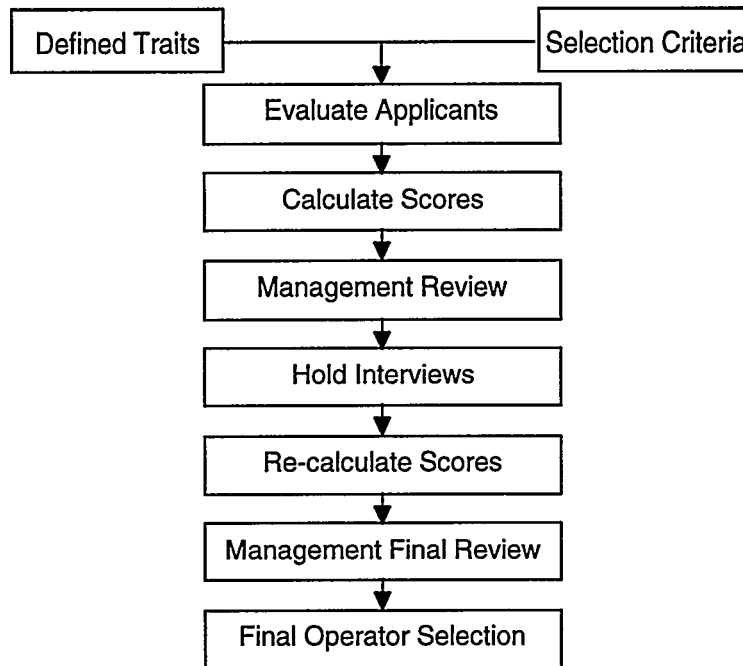 Defined Traits
Selection Criteria
Evaluate Applicants
Calculate Scores
Management Review
Hold Interviews
Re-calculate Scores
Management Final Review
Final Operator Selection